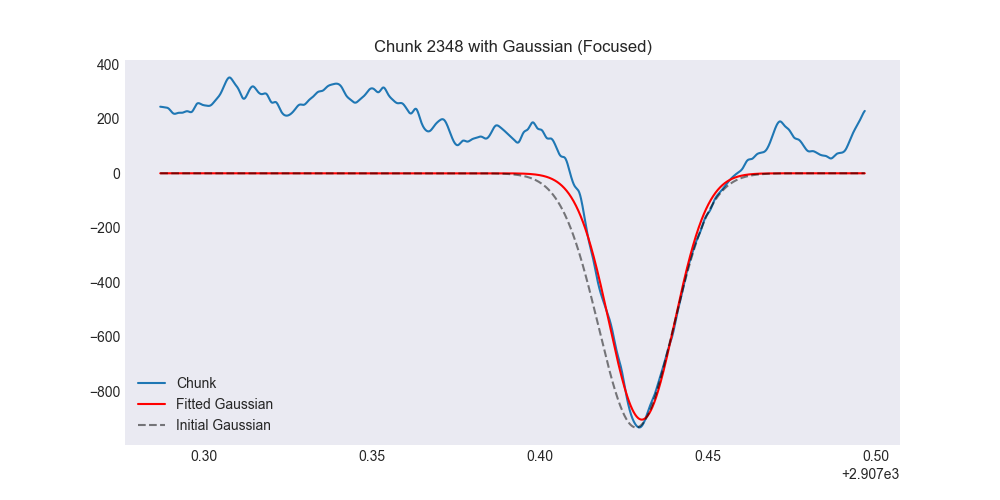 Chunk 2348 with Gaussian (Focused)
400
200
0
−200
−400
−600
−800
Chunk
Fitted Gaussian
Initial Gaussian
0.30 0.35 0.40 0.45 0.50
+2.907e3